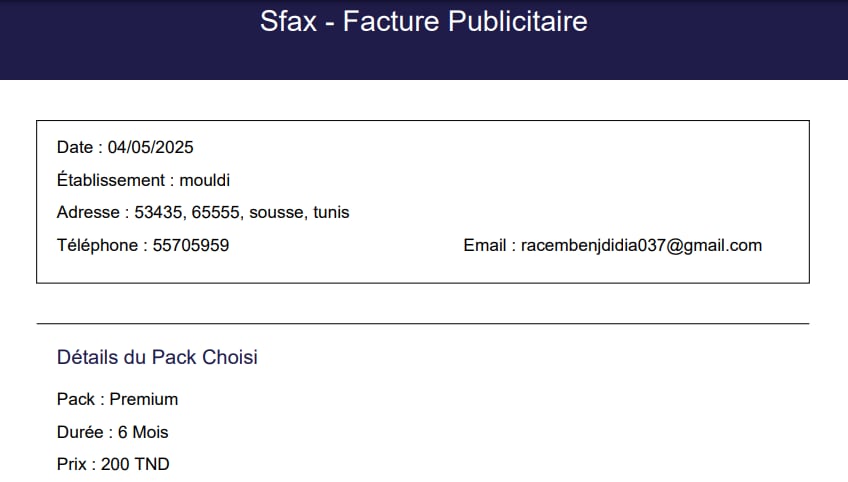 Sfax - Facture Publicitaire
Date : 04/05/2025
Établissement : mouldi
Adresse : 53435, 65555, sousse, tunis
Téléphone : 55705959 Email : racembenjdidia037@gmail.com
Détails du Pack Choisi
Pack : Premium
Durée : 6 Mois
Prix : 200 TND